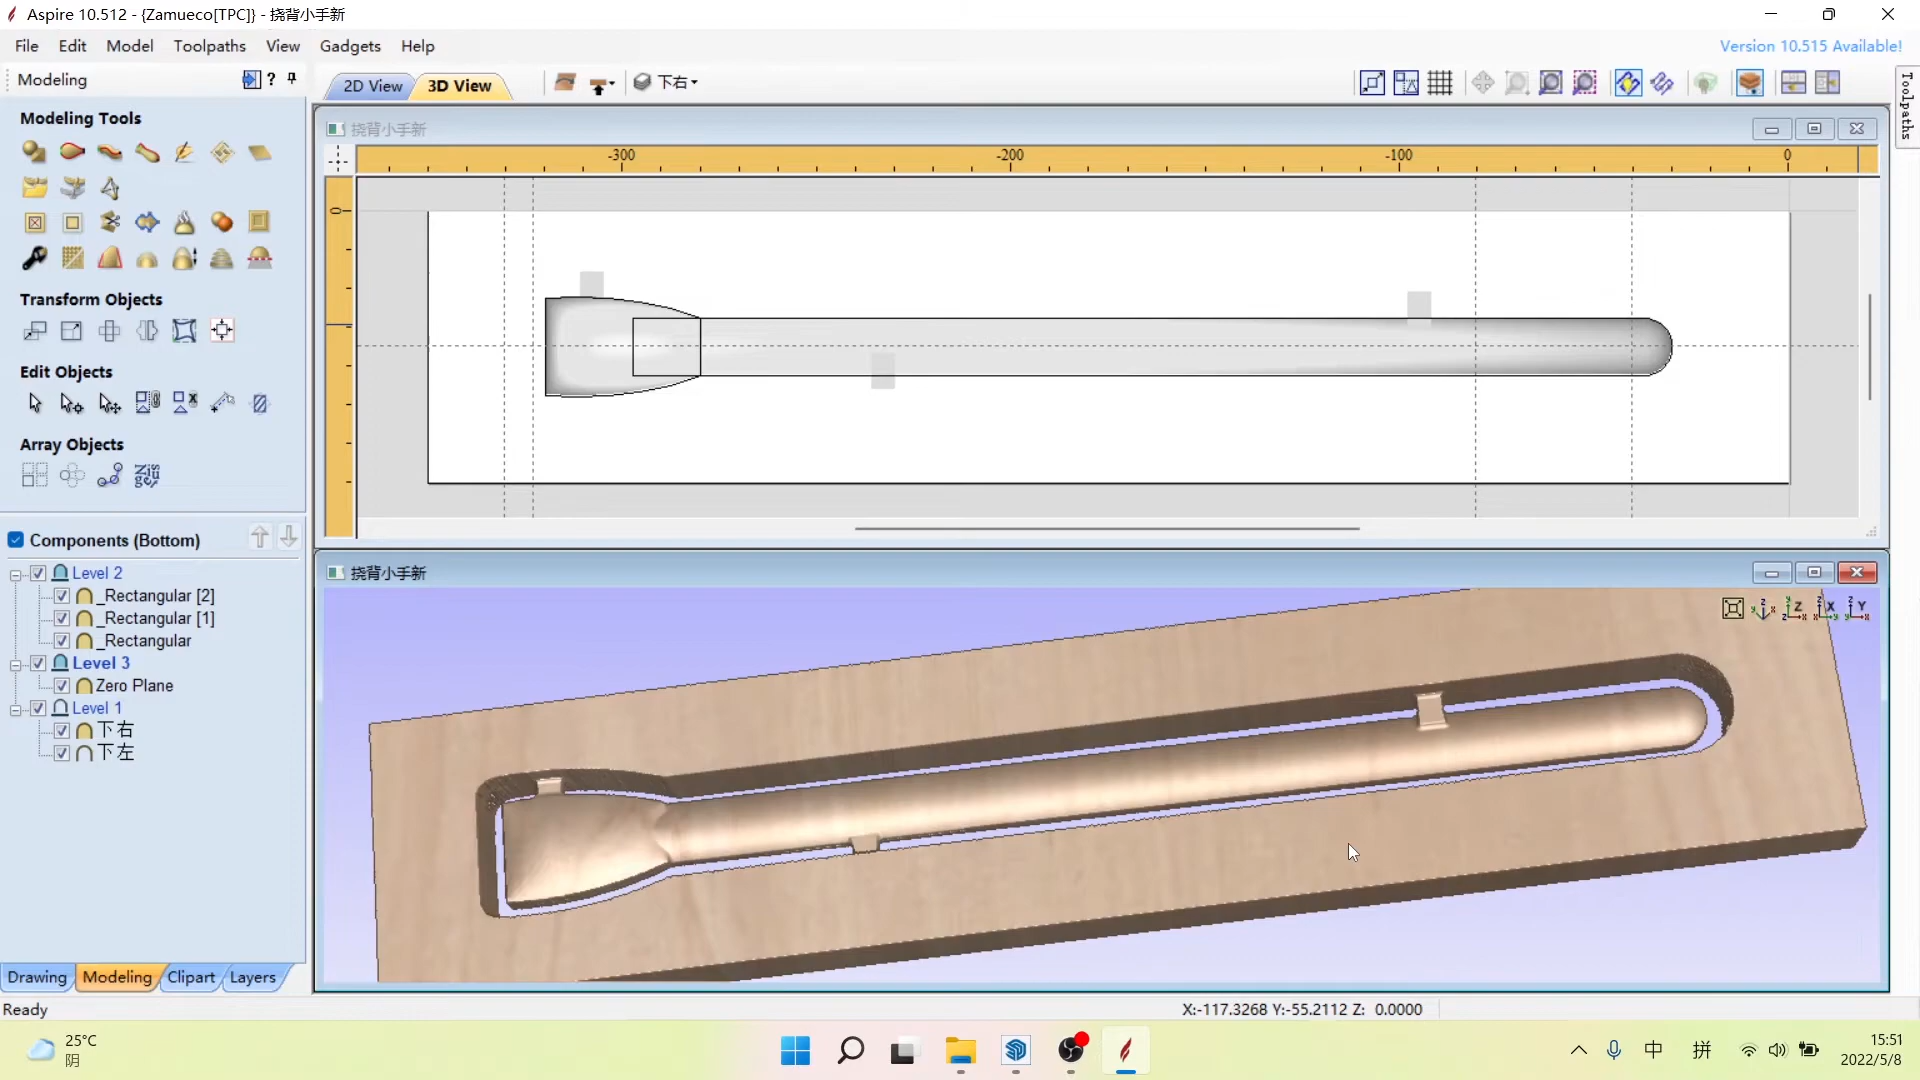 Aspire 10.512 - {Zamueco[TPC]} - 挠背小手新
File Edit Model Toolpaths View Gadgets Help
Version 10.515 Available!
Modeling
?
2D View
3D View
下右
Toolpaths
Modeling Tools
Transform Objects
Edit Objects
Array Objects
Components (Bottom)
Level 2
_Rectangular [2]
_Rectangular [1]
_Rectangular
Level 3
Zero Plane
Level 1
下右
下左
Drawing Modeling Clipart Layers
挠背小手新
-300 -200 -100 0
0
挠背小手新
Ready
X:-117.3268 Y:-55.2112 Z: 0.0000
25°C
阴
中
拼
15:51
2022/5/8